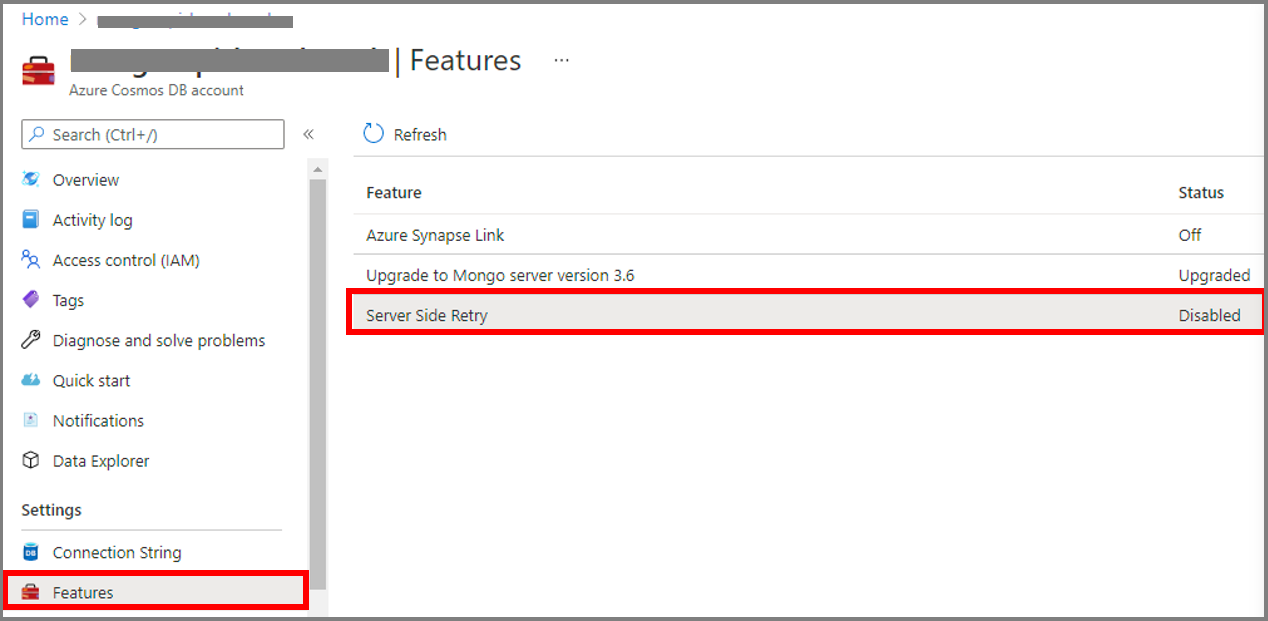 Home >
| Features ...
Azure Cosmos DB account
Search (Ctrl+/)
«
Refresh
Overview
Activity log
Access control (IAM)
Tags
Diagnose and solve problems
Quick start
Notifications
Data Explorer
Settings
Connection String
Features
Feature Status
Azure Synapse Link Off
Upgrade to Mongo server version 3.6 Upgraded
Server Side Retry Disabled